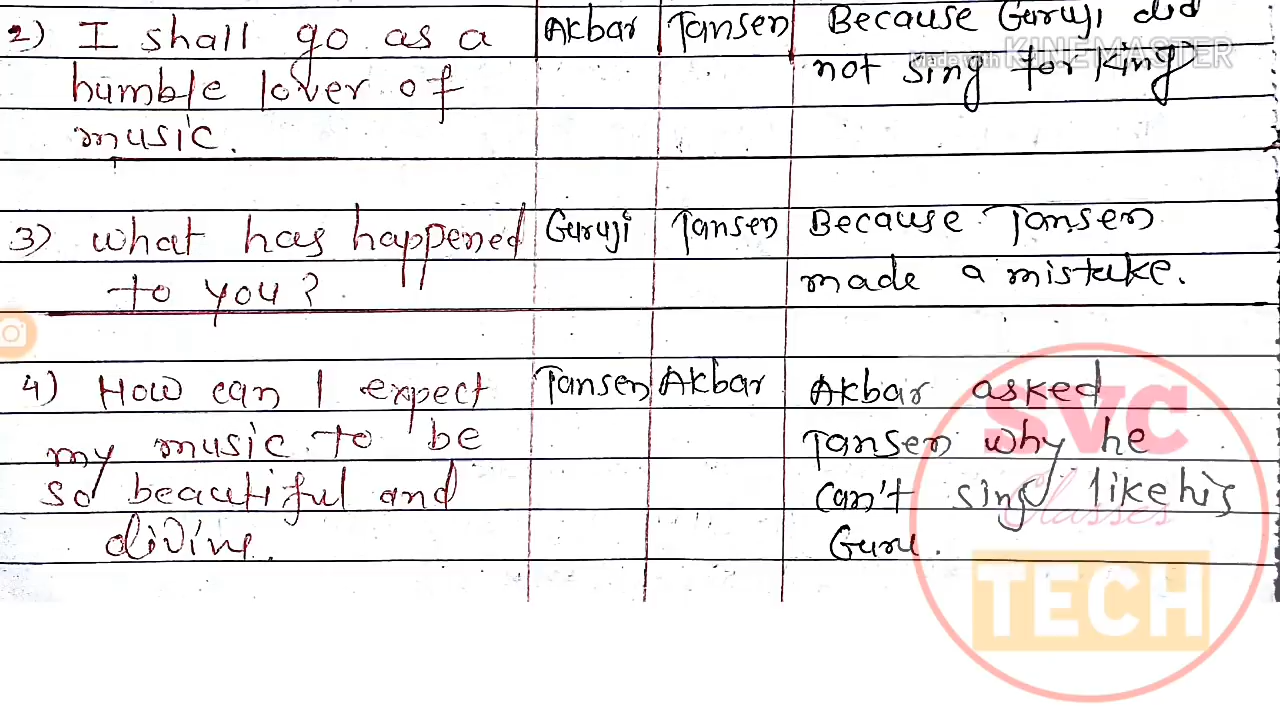 2) I shall go as a Akbar Tansen Because Guruji did
humble lover of not sing for King
music.
Made with KINEMASTER
3) What has happened Guruji Tansen Because Tansen
to you? made a mistake.
4) How can I expect Tansen Akbar Akbar asked
my music to be Tansen why he
so beautiful and can't sing like his
divine. Guru.
SVC
Classes
TECH